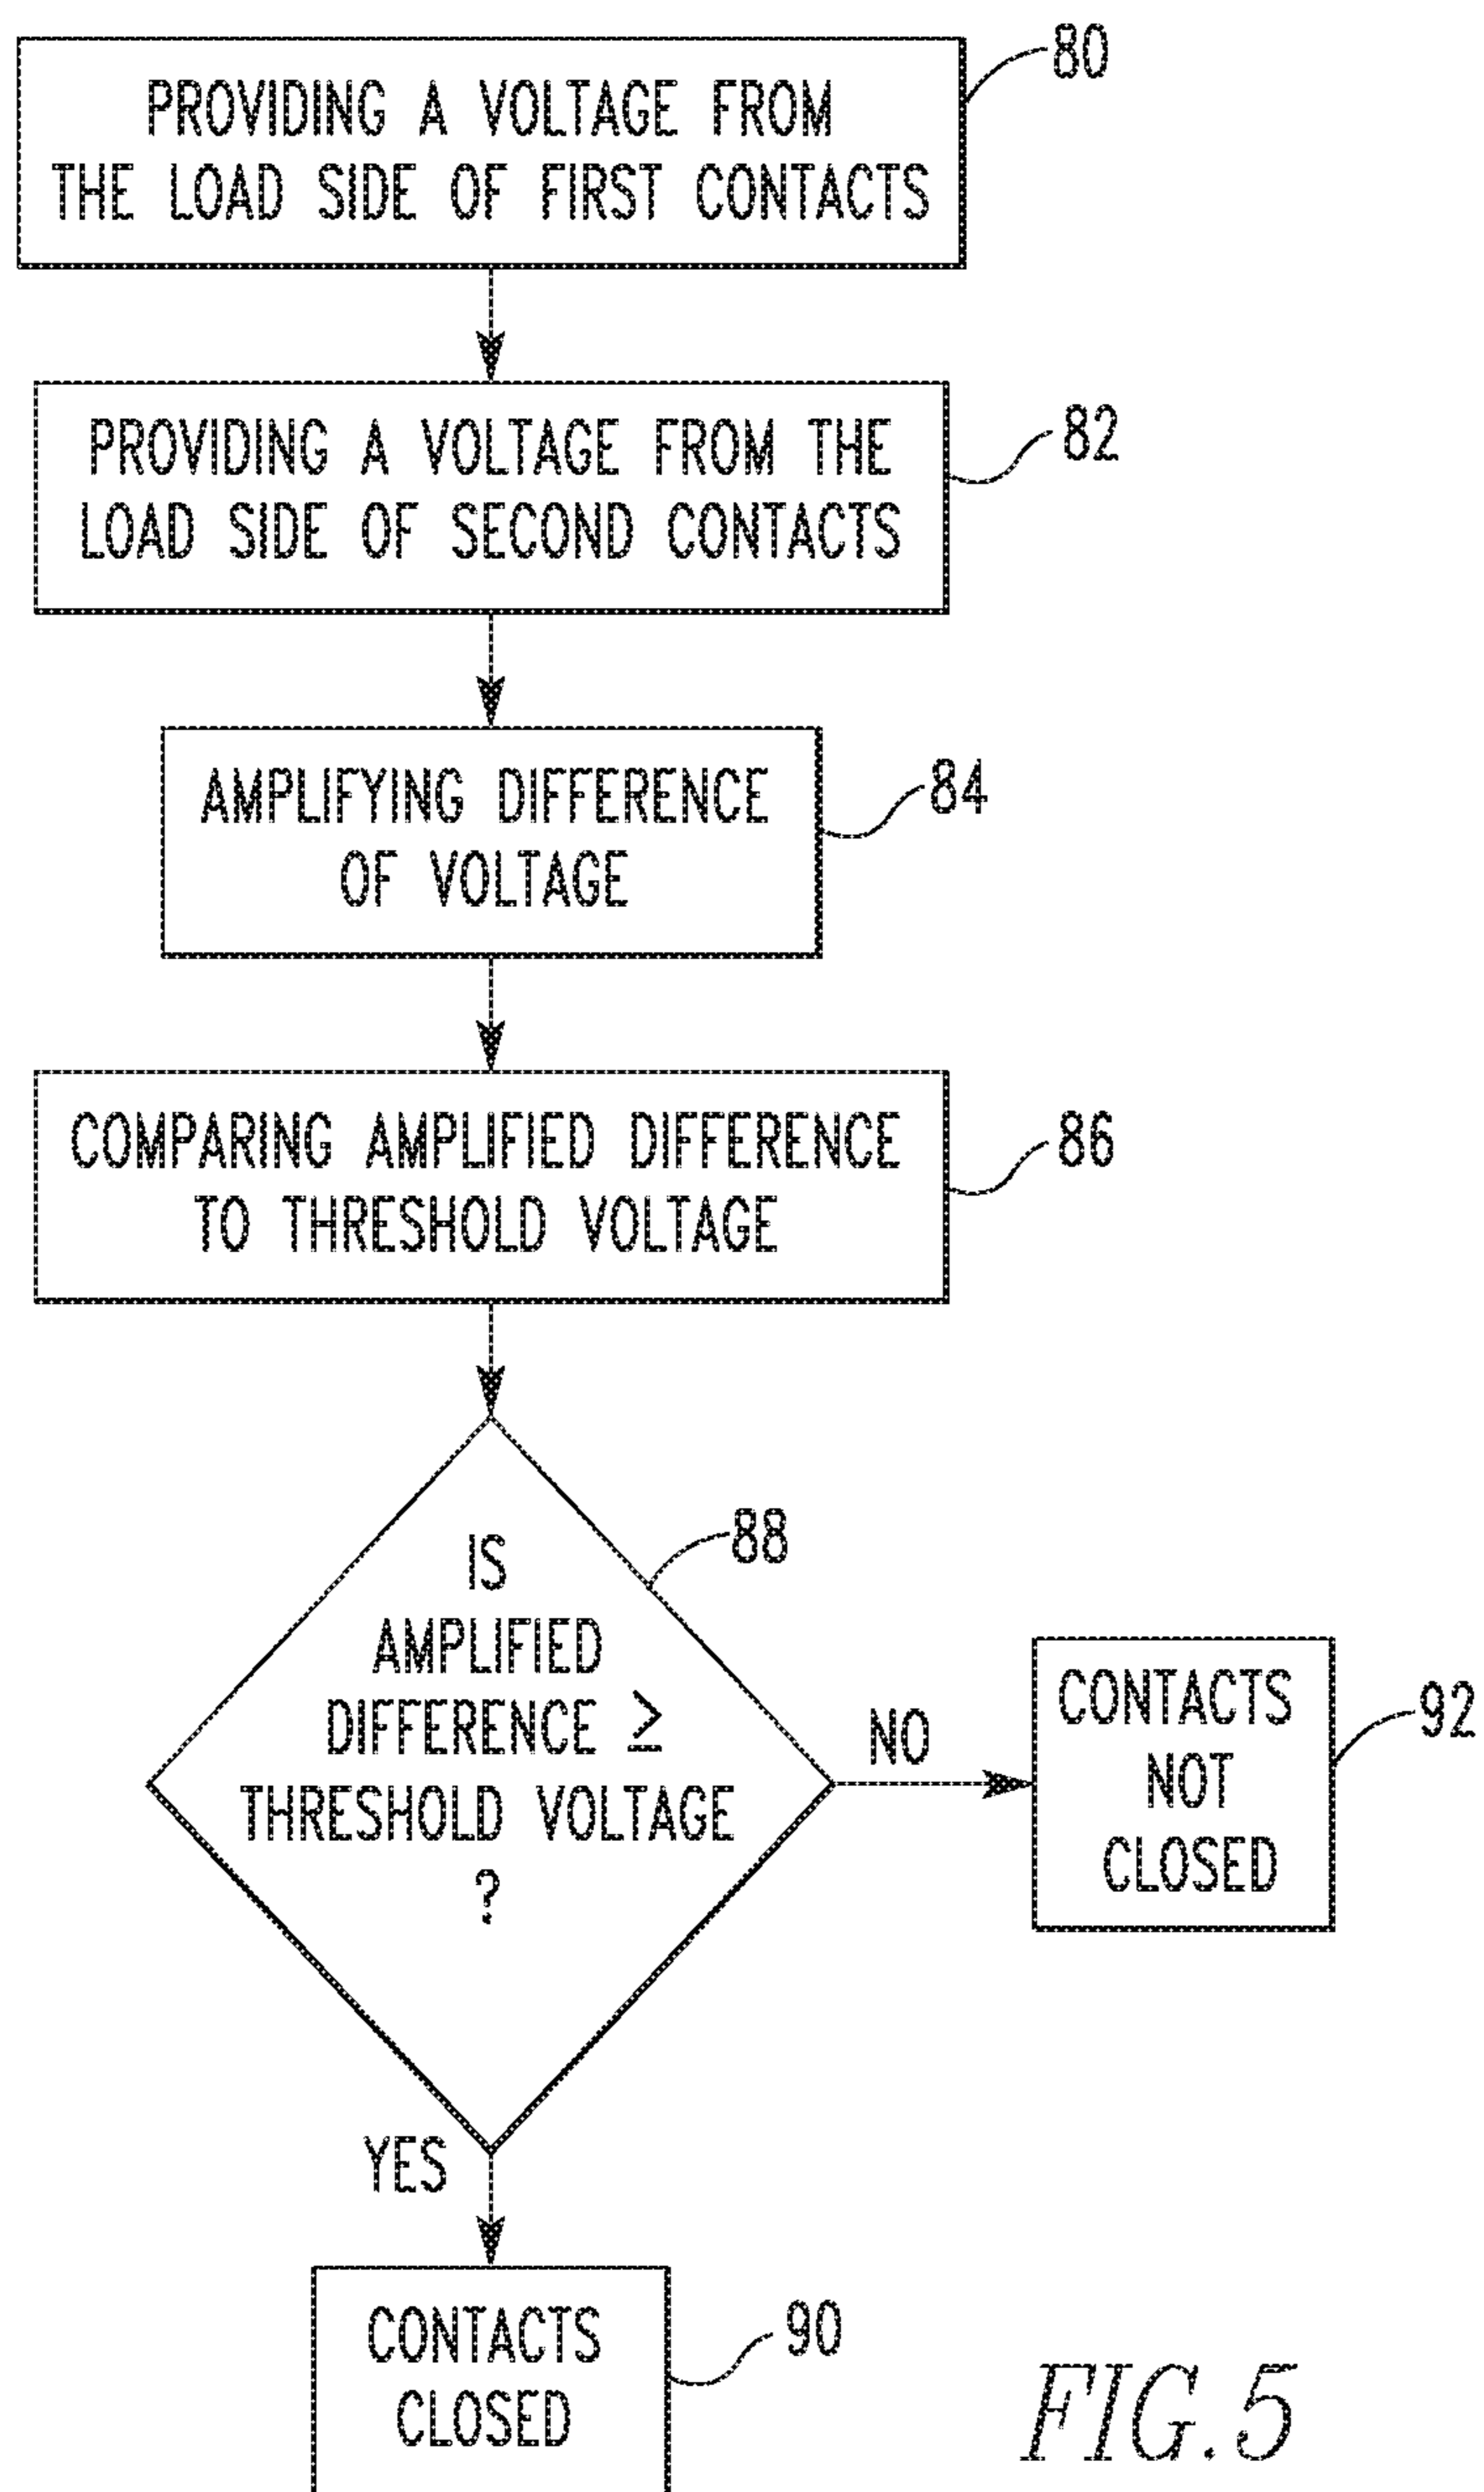 PROVIDING A VOLTAGE FROM
THE LOAD SIDE OF FIRST CONTACTS
80
PROVIDING A VOLTAGE FROM THE
LOAD SIDE OF SECOND CONTACTS
82
AMPLIFYING DIFFERENCE
OF VOLTAGE
84
COMPARING AMPLIFIED DIFFERENCE
TO THRESHOLD VOLTAGE
86
IS
AMPLIFIED
DIFFERENCE ≥
THRESHOLD VOLTAGE
?
88
NO
CONTACTS
NOT
CLOSED
92
YES
CONTACTS
CLOSED
90
FIG.5